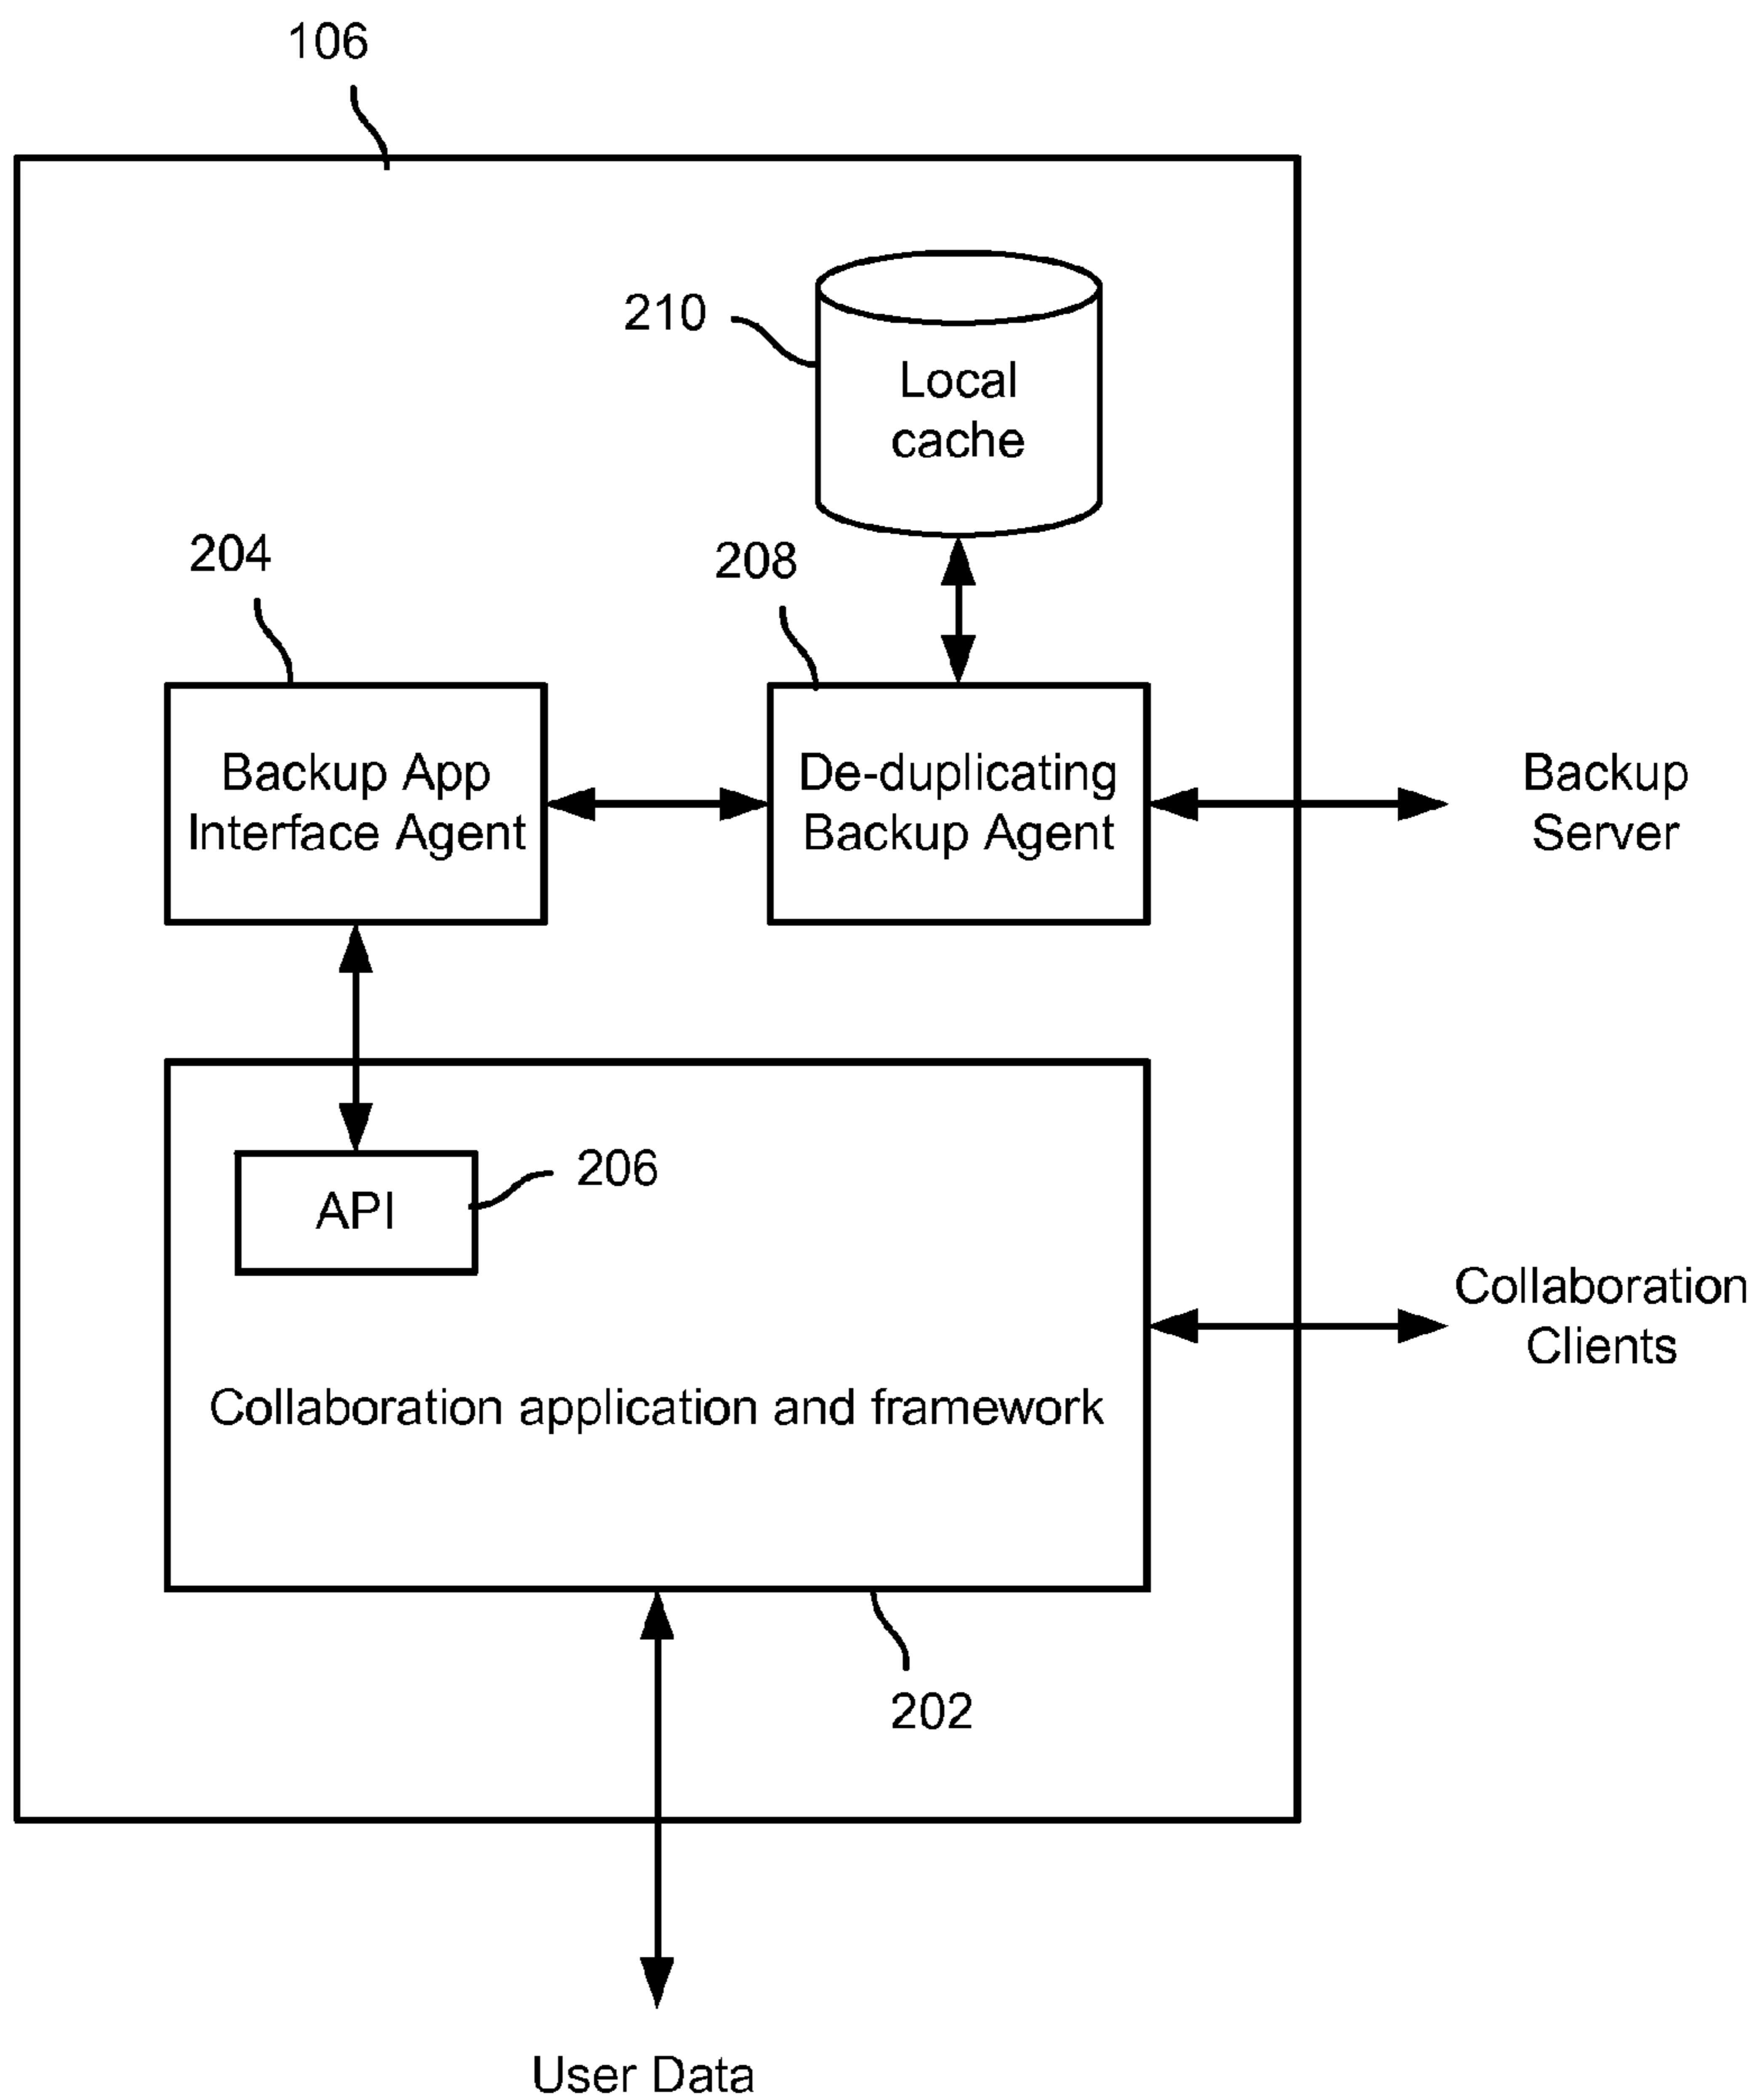 106
210
Local
cache
204
208
Backup App
Interface Agent
De-duplicating
Backup Agent
Backup
Server
206
API
Collaboration
Clients
Collaboration application and framework
202
User Data